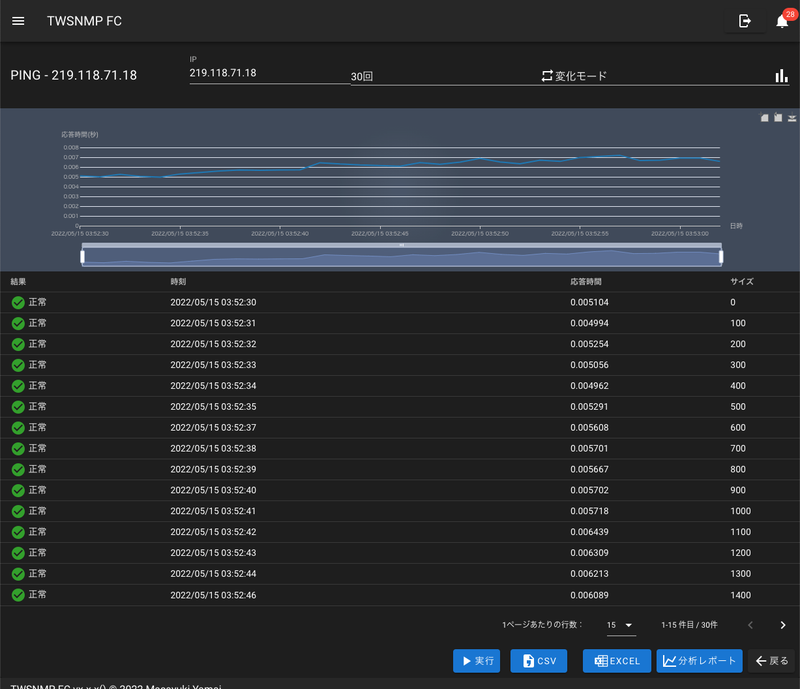 TWSNMP FC
28
PING - 219.118.71.18
IP
219.118.71.18
30回
変化モード
応答時間(秒)
0.008
0.007
0.006
0.005
0.004
0.003
0.002
0.001
0
日時
2022/05/15 03:52:30 2022/05/15 03:52:35 2022/05/15 03:52:40 2022/05/15 03:52:45 2022/05/15 03:52:50 2022/05/15 03:52:55 2022/05/15 03:53:00
結果 時刻 応答時間 サイズ
正常 2022/05/15 03:52:30 0.005104 0
正常 2022/05/15 03:52:31 0.004994 100
正常 2022/05/15 03:52:32 0.005254 200
正常 2022/05/15 03:52:33 0.005056 300
正常 2022/05/15 03:52:34 0.004962 400
正常 2022/05/15 03:52:35 0.005291 500
正常 2022/05/15 03:52:37 0.005608 600
正常 2022/05/15 03:52:38 0.005701 700
正常 2022/05/15 03:52:39 0.005667 800
正常 2022/05/15 03:52:40 0.005702 900
正常 2022/05/15 03:52:41 0.005718 1000
正常 2022/05/15 03:52:42 0.006439 1100
正常 2022/05/15 03:52:43 0.006309 1200
正常 2022/05/15 03:52:44 0.006213 1300
正常 2022/05/15 03:52:46 0.006089 1400
1ページあたりの行数： 15 1-15 件目 / 30件
実行 CSV EXCEL 分析レポート 戻る
TWSNMP FC vx.x.x() © 2022 Masayuki Yamai